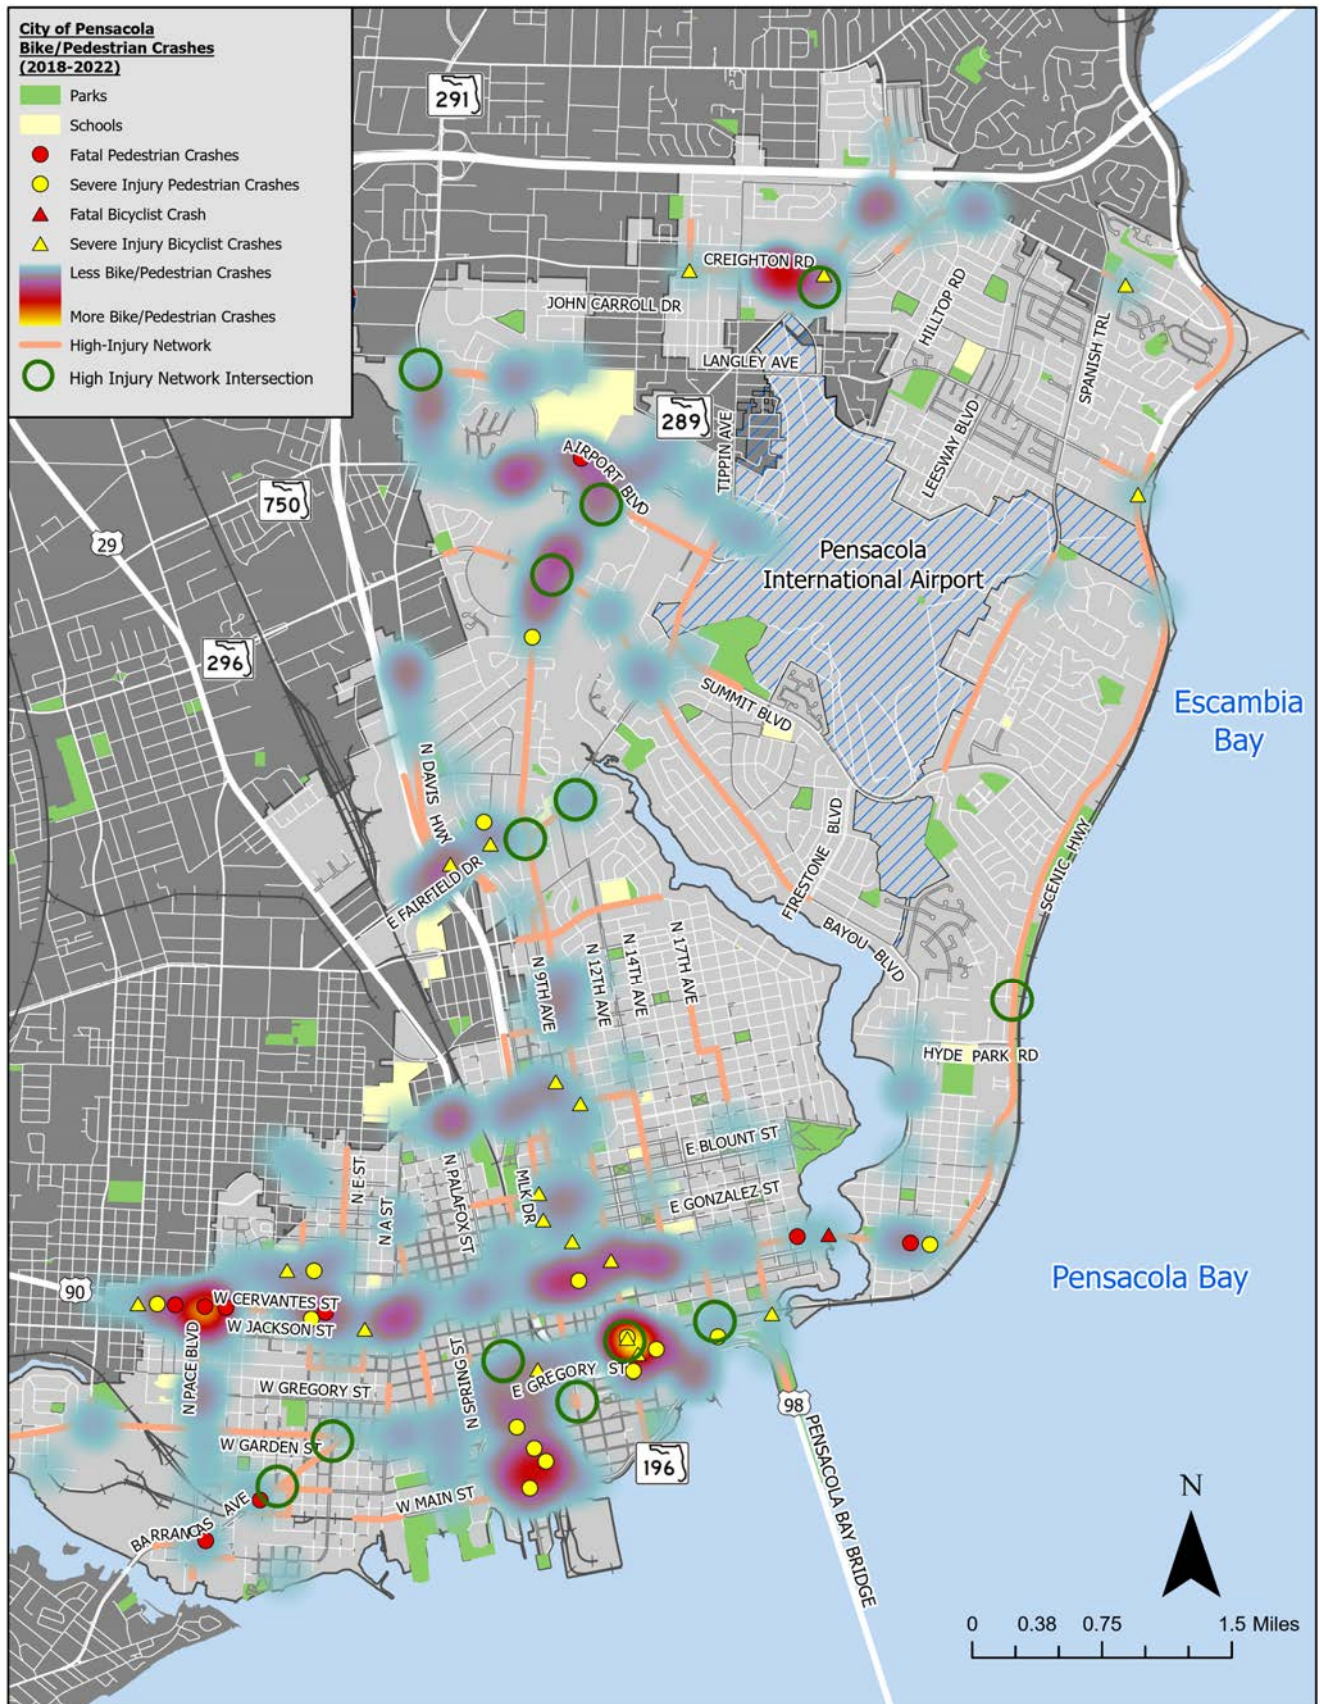 City of Pensacola
Bike/Pedestrian Crashes
(2018-2022)
Parks
Schools
Fatal Pedestrian Crashes
Severe Injury Pedestrian Crashes
Fatal Bicyclist Crash
Severe Injury Bicyclist Crashes
Less Bike/Pedestrian Crashes
More Bike/Pedestrian Crashes
High-Injury Network
High Injury Network Intersection
291
CREIGHTON RD
JOHN CARROLL DR
HILLTOP RD
SPANISH TRL
LANGLEY AVE
289
TIPPIN AVE
LEESWAY BLVD
AIRPORT BLVD
750
29
Pensacola
International Airport
296
SUMMIT BLVD
Escambia
Bay
N DAVIS HWY
FIRESTONE BLVD
SCENIC HWY
E FAIRFIELD DR
BAYOU BLVD
N 9TH AVE
N 12TH AVE
N 14TH AVE
N 17TH AVE
HYDE PARK RD
E BLOUNT ST
N E ST
N A ST
N PALAFOX ST
MLK DR
E GONZALEZ ST
90
W CERVANTES ST
W JACKSON ST
Pensacola Bay
N PACE BLVD
W GREGORY ST
N SPRING ST
E GREGORY ST
98
W GARDEN ST
196
PENSACOLA BAY BRIDGE
W MAIN ST
BARRANCAS AVE
N
0 0.38 0.75 1.5 Miles